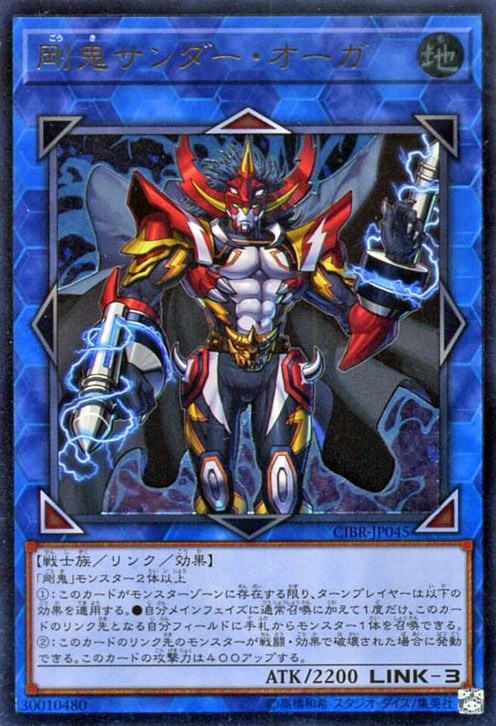 剛鬼サンダー・オーガ
地
CIBR-JP045
【戦士族／リンク／効果】
「剛鬼」モンスター２体以上
①：このカードがモンスターゾーンに存在する限り、ターンプレイヤーは以下の
効果を適用する。●自分メインフェイズに通常召喚に加えて１度だけ、このカー
ドのリンク先となる自分フィールドに手札からモンスター１体を召喚できる。
②：このカードのリンク先のモンスターが戦闘・効果で破壊された場合に発動
できる。このカードの攻撃力は４００アップする。
ATK/2200 LINK-3
30010480
©高橋和希 スタジオ・ダイス/集英社